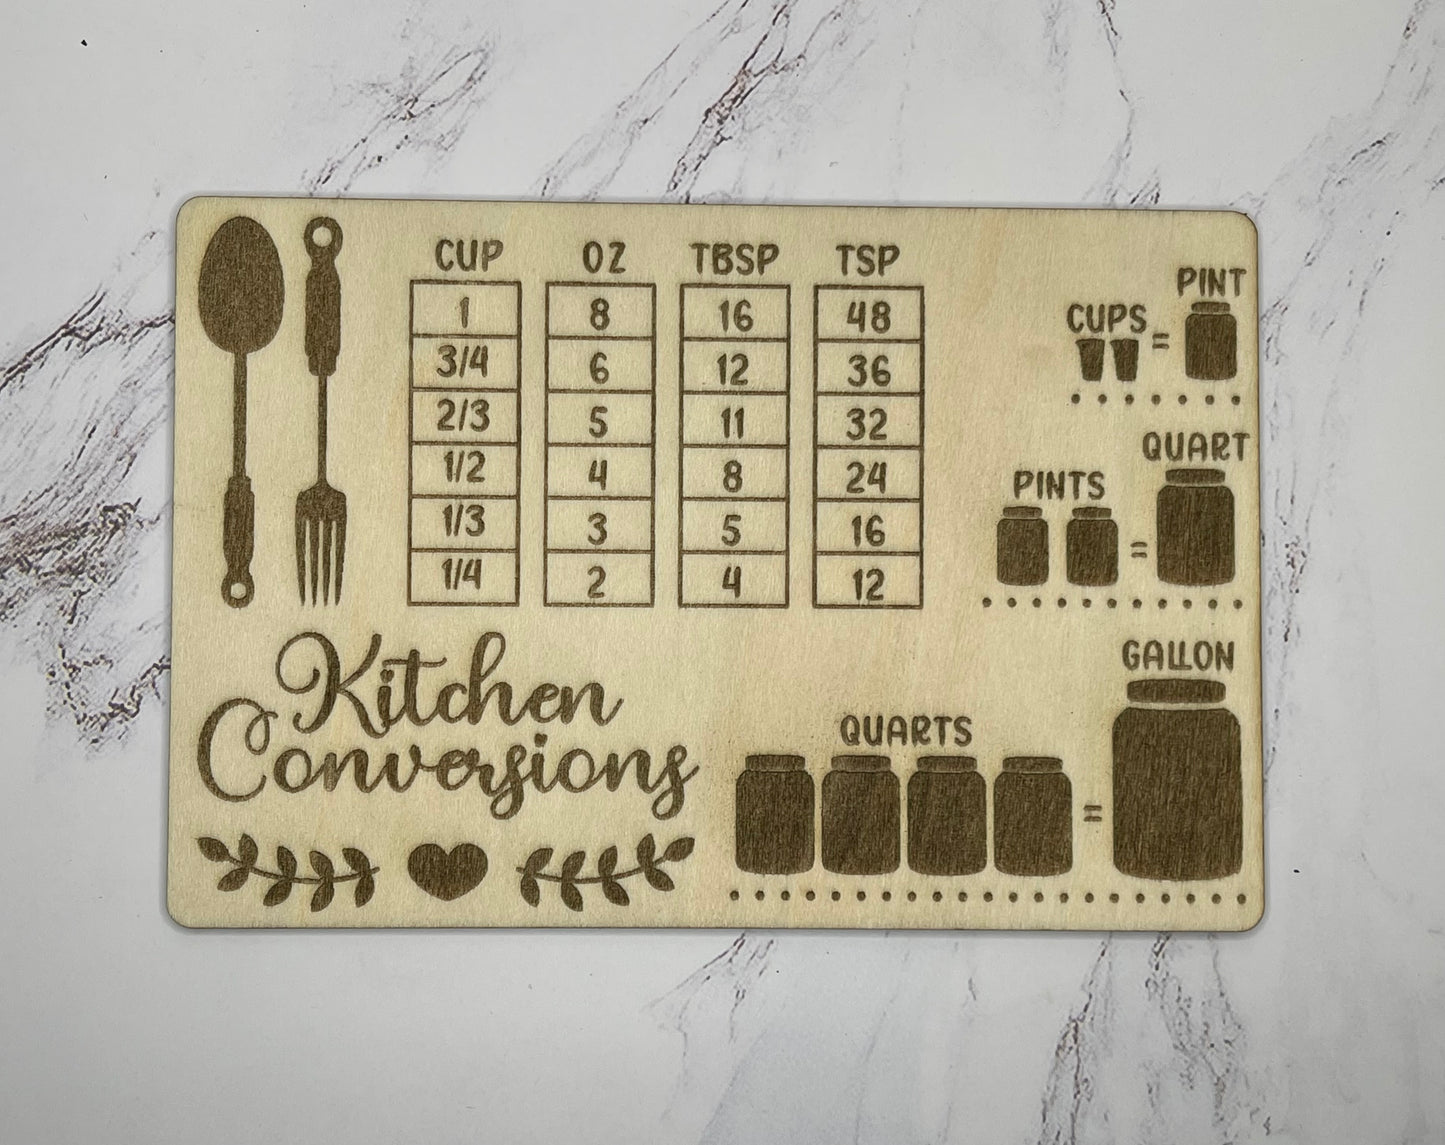 CUP OZ TBSP TSP
1 8 16 48
3/4 6 12 36
2/3 5 11 32
1/2 4 8 24
1/3 3 5 16
1/4 2 4 12
PINT
CUPS =
QUART
PINTS
=
Kitchen
Conversions
GALLON
QUARTS
=